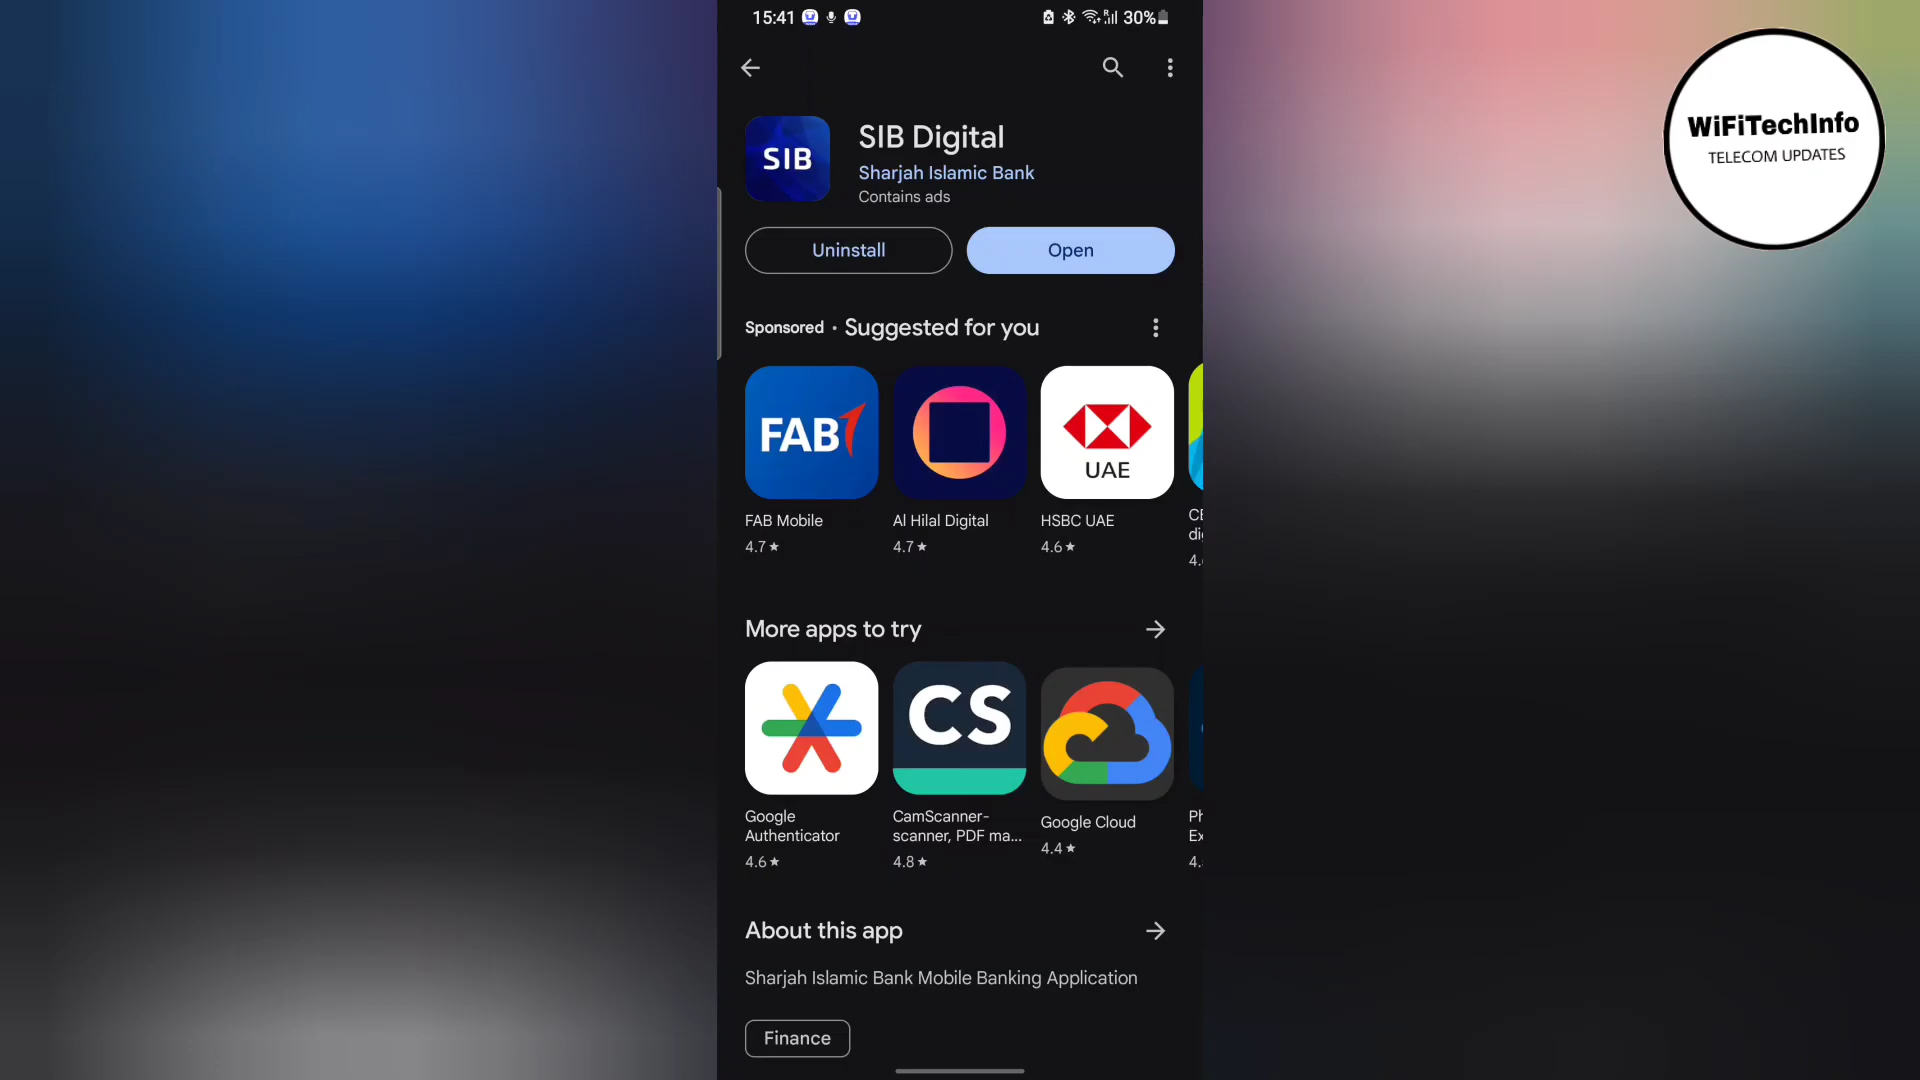 15:41
30%
SIB
SIB Digital
Sharjah Islamic Bank
Contains ads
Uninstall
Open
Sponsored • Suggested for you
FAB
UAE
FAB Mobile
4.7★
Al Hilal Digital
4.7★
HSBC UAE
4.6★
More apps to try
CS
Google
Authenticator
4.6★
CamScanner-
scanner, PDF ma...
4.8★
Google Cloud
4.4★
About this app
Sharjah Islamic Bank Mobile Banking Application
Finance
WiFiTechInfo
TELECOM UPDATES